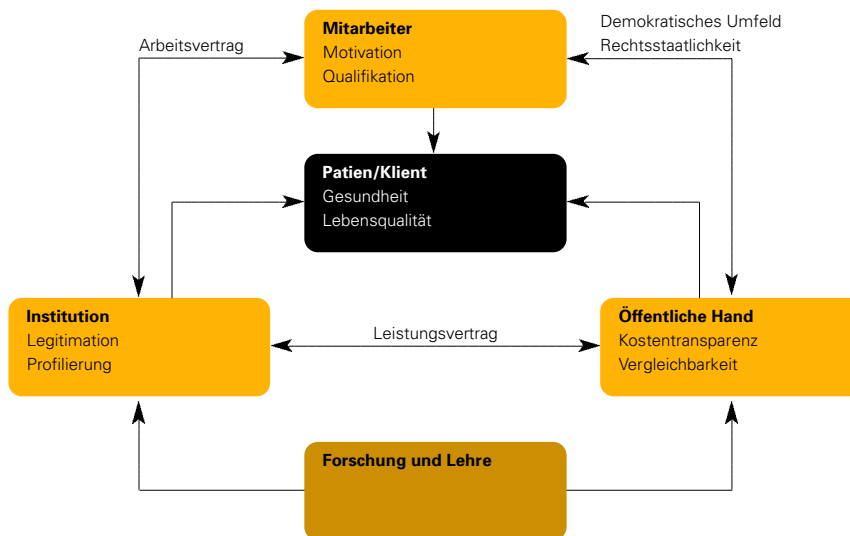 Arbeitsvertrag
Mitarbeiter
Motivation
Qualifikation
Demokratisches Umfeld
Rechtsstaatlichkeit
Patien/Klient
Gesundheit
Lebensqualität
Institution
Legitimation
Profilierung
Leistungsvertrag
Öffentliche Hand
Kostentransparenz
Vergleichbarkeit
Forschung und Lehre